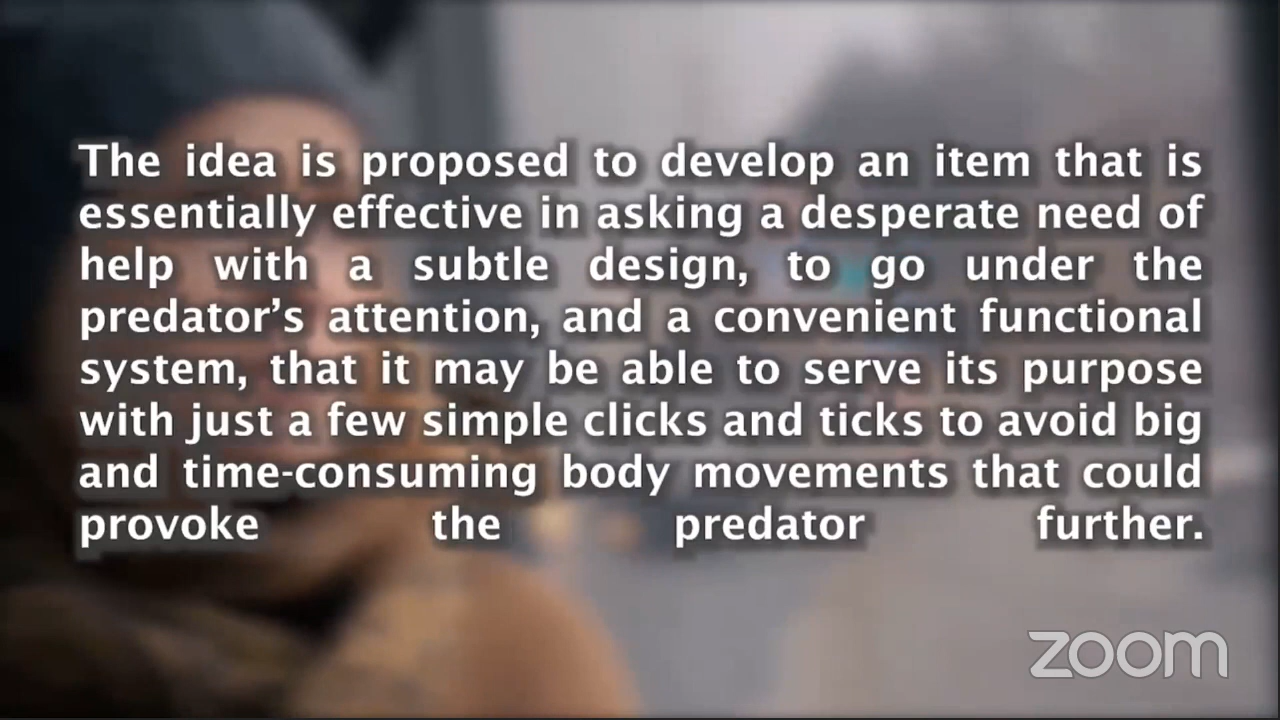 The idea is proposed to develop an item that is
essentially effective in asking a desperate need of
help with a subtle design, to go under the
predator’s attention, and a convenient functional
system, that it may be able to serve its purpose
with just a few simple clicks and ticks to avoid big
and time-consuming body movements that could
provoke the predator further.
zoom